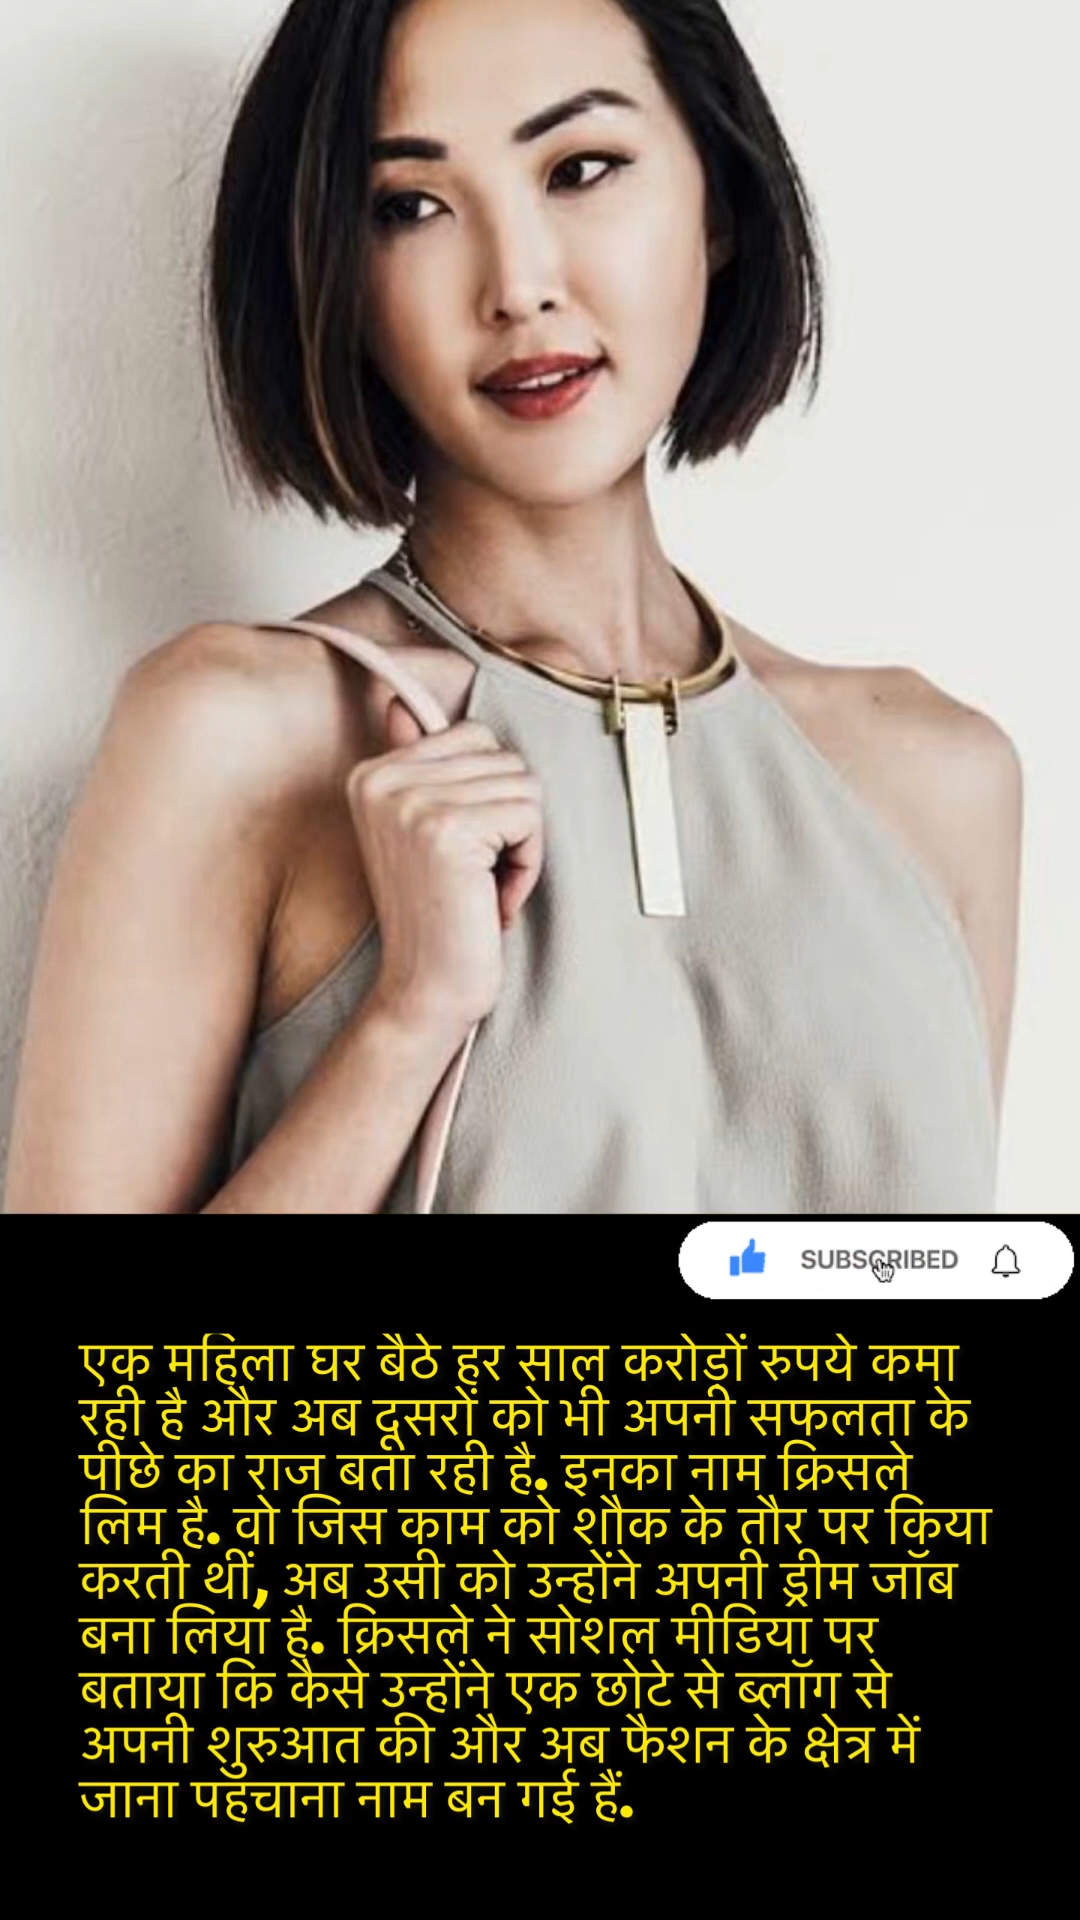 SUBSCRIBED
एक महिला घर बैठे हर साल करोड़ों रुपये कमा
रही है और अब दूसरों को भी अपनी सफलता के
पीछे का राज बता रही है. इनका नाम क्रिसले
लिम है. वो जिस काम को शौक के तौर पर किया
करती थीं, अब उसी को उन्होंने अपनी ड्रीम जॉब
बना लिया है. क्रिसले ने सोशल मीडिया पर
बताया कि कैसे उन्होंने एक छोटे से ब्लॉग से
अपनी शुरुआत की और अब फैशन के क्षेत्र में
जाना पहचाना नाम बन गई हैं.